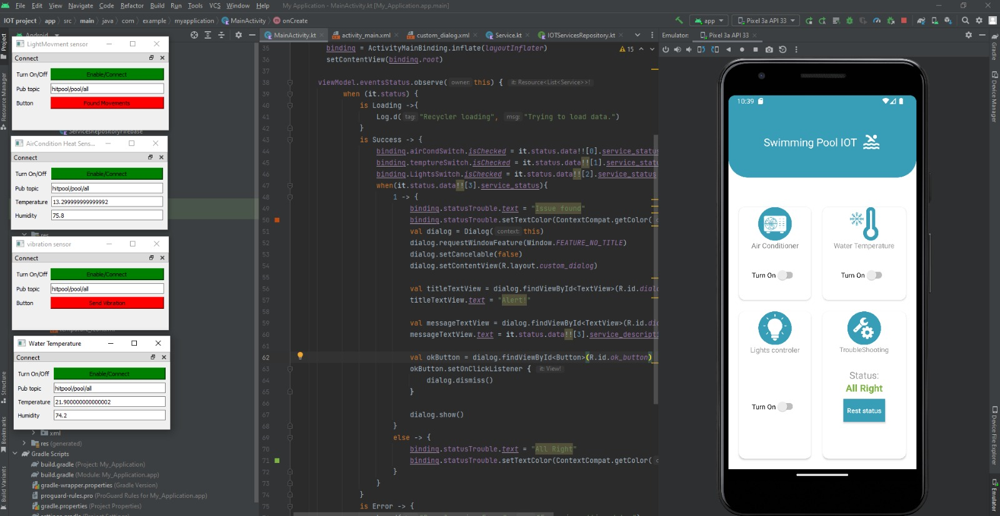 File Edit View Navigate Code Refactor Build Run Tools VCS Window Help My Application - MainActivity.kt [My_Application.app.main]
IOT project app src main java com example myapplication MainActivity onCreate app Pixel 3a API 33
Android
MainActivity.kt activity_main.xml custom_dialog.xml Service.kt IOTServicesRepository.kt
Emulator: Pixel 3a API 33
Project
Resource Manager
Structure
Bookmarks
Build Variants
LightMovment sensor
Connect
Turn On/Off Enable/Connect
Pub topic hitpool/pool/all
Button Found Movements
ServicesRepositoryFirebase
AirCondition Heat Sens...
Connect
Turn On/Off Enable/Connect
Pub topic hitpool/pool/all
Temperature 13.299999999999992
Humidity 75.8
res
vibration sensor
Connect
Turn On/Off Enable/Connect
Pub topic hitpool/pool/all
Button Send Vibration
Water Temperature
Connect
Turn On/Off Enable/Connect
Pub topic hitpool/pool/all
Temperature 21.900000000000002
Humidity 74.2
xml
res (generated)
Gradle Scripts
build.gradle (Project: My_Application)
build.gradle (Module: My_Application.app)
gradle-wrapper.properties (Gradle Version)
proguard-rules.pro (ProGuard Rules for My_Application.app)
gradle.properties (Project Properties)
15
35 binding = ActivityMainBinding.inflate(layoutInflater)
36 setContentView(binding.root)
37
38 viewModel.eventsStatus.observe( owner: this) { it: Resource<List<Service>>!
39 when (it.status) {
40 is Loading ->{
41 Log.d( tag: "Recycler loading", msg: "Trying to load data.")
42 }
43 is Success -> {
44 binding.airCondSwitch.isChecked = it.status.data!![0].service_statu
45 binding.temptureSwitch.isChecked = it.status.data!![1].service_stat
46 binding.LightsSwitch.isChecked = it.status.data!![2].service_status
47 when(it.status.data!![3].service_status){
48 1 -> {
49 binding.statusTrouble.text = "Issue found"
50 binding.statusTrouble.setTextColor(ContextCompat.getColor(
51 val dialog = Dialog( context: this)
52 dialog.requestWindowFeature(Window.FEATURE_NO_TITLE)
53 dialog.setCancelable(false)
54 dialog.setContentView(R.layout.custom_dialog)
55
56 val titleTextView = dialog.findViewById<TextView>(R.id.dial
57 titleTextView.text = "Alert!"
58
59 val messageTextView = dialog.findViewById<TextView>(R.id.di
60 messageTextView.text = it.status.data!![3].service_descripti
61
62 val okButton = dialog.findViewById<Button>(R.id.ok_button)
63 okButton.setOnClickListener { it: View!
64 dialog.dismiss()
65 }
66
67 dialog.show()
68 }
69 else -> {
70 binding.statusTrouble.text = "All Right"
71 binding.statusTrouble.setTextColor(ContextCompat.getColor(
72 }
73 }
74 }
75 is Error -> {
10:39
Swimming Pool IOT
Air Conditioner
Turn On
Water Temperature
Turn On
Lights controler
Turn On
TroubleShooting
Status:
All Right
Rest status
Gradle
Device Manager
Device File Explorer
Emulator